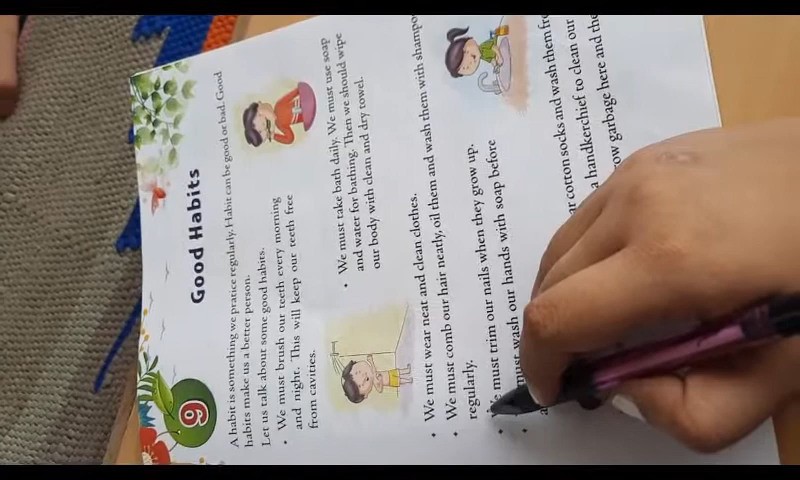 9
Good Habits
A habit is something we pratice regularly. Habit can be good or bad. Good
habits make us a better person.
Let us talk about some good habits.
• We must brush our teeth every morning
and night. This will keep our teeth free
from cavities.
• We must take bath daily. We must use soap
and water for bathing. Then we should wipe
our body with clean and dry towel.
• We must wear near and clean clothes.
• We must comb our hair neatly, oil them and wash them with shampoo
regularly.
• We must trim our nails when they grow up.
• must wash our hands with soap before
cotton socks and wash them
a handkerchief to clean our
garbage here and